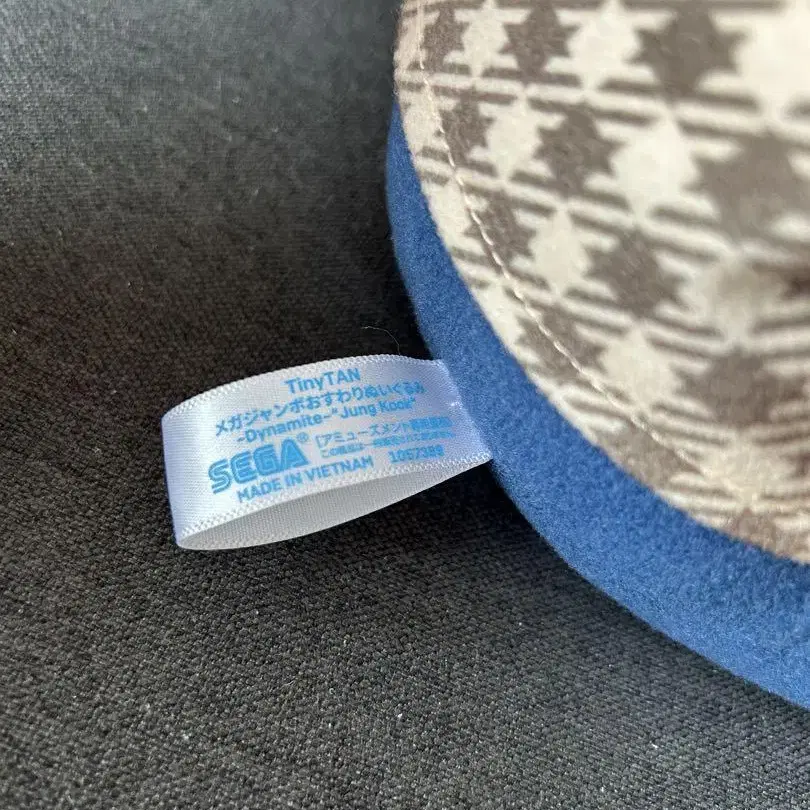 TinyTAN
メガジャンボおすわりぬいぐるみ
-Dynamite-"Jung Kook"
SEGA®
[アミューズメント専用景品]
MADE IN VIETNAM 1057389